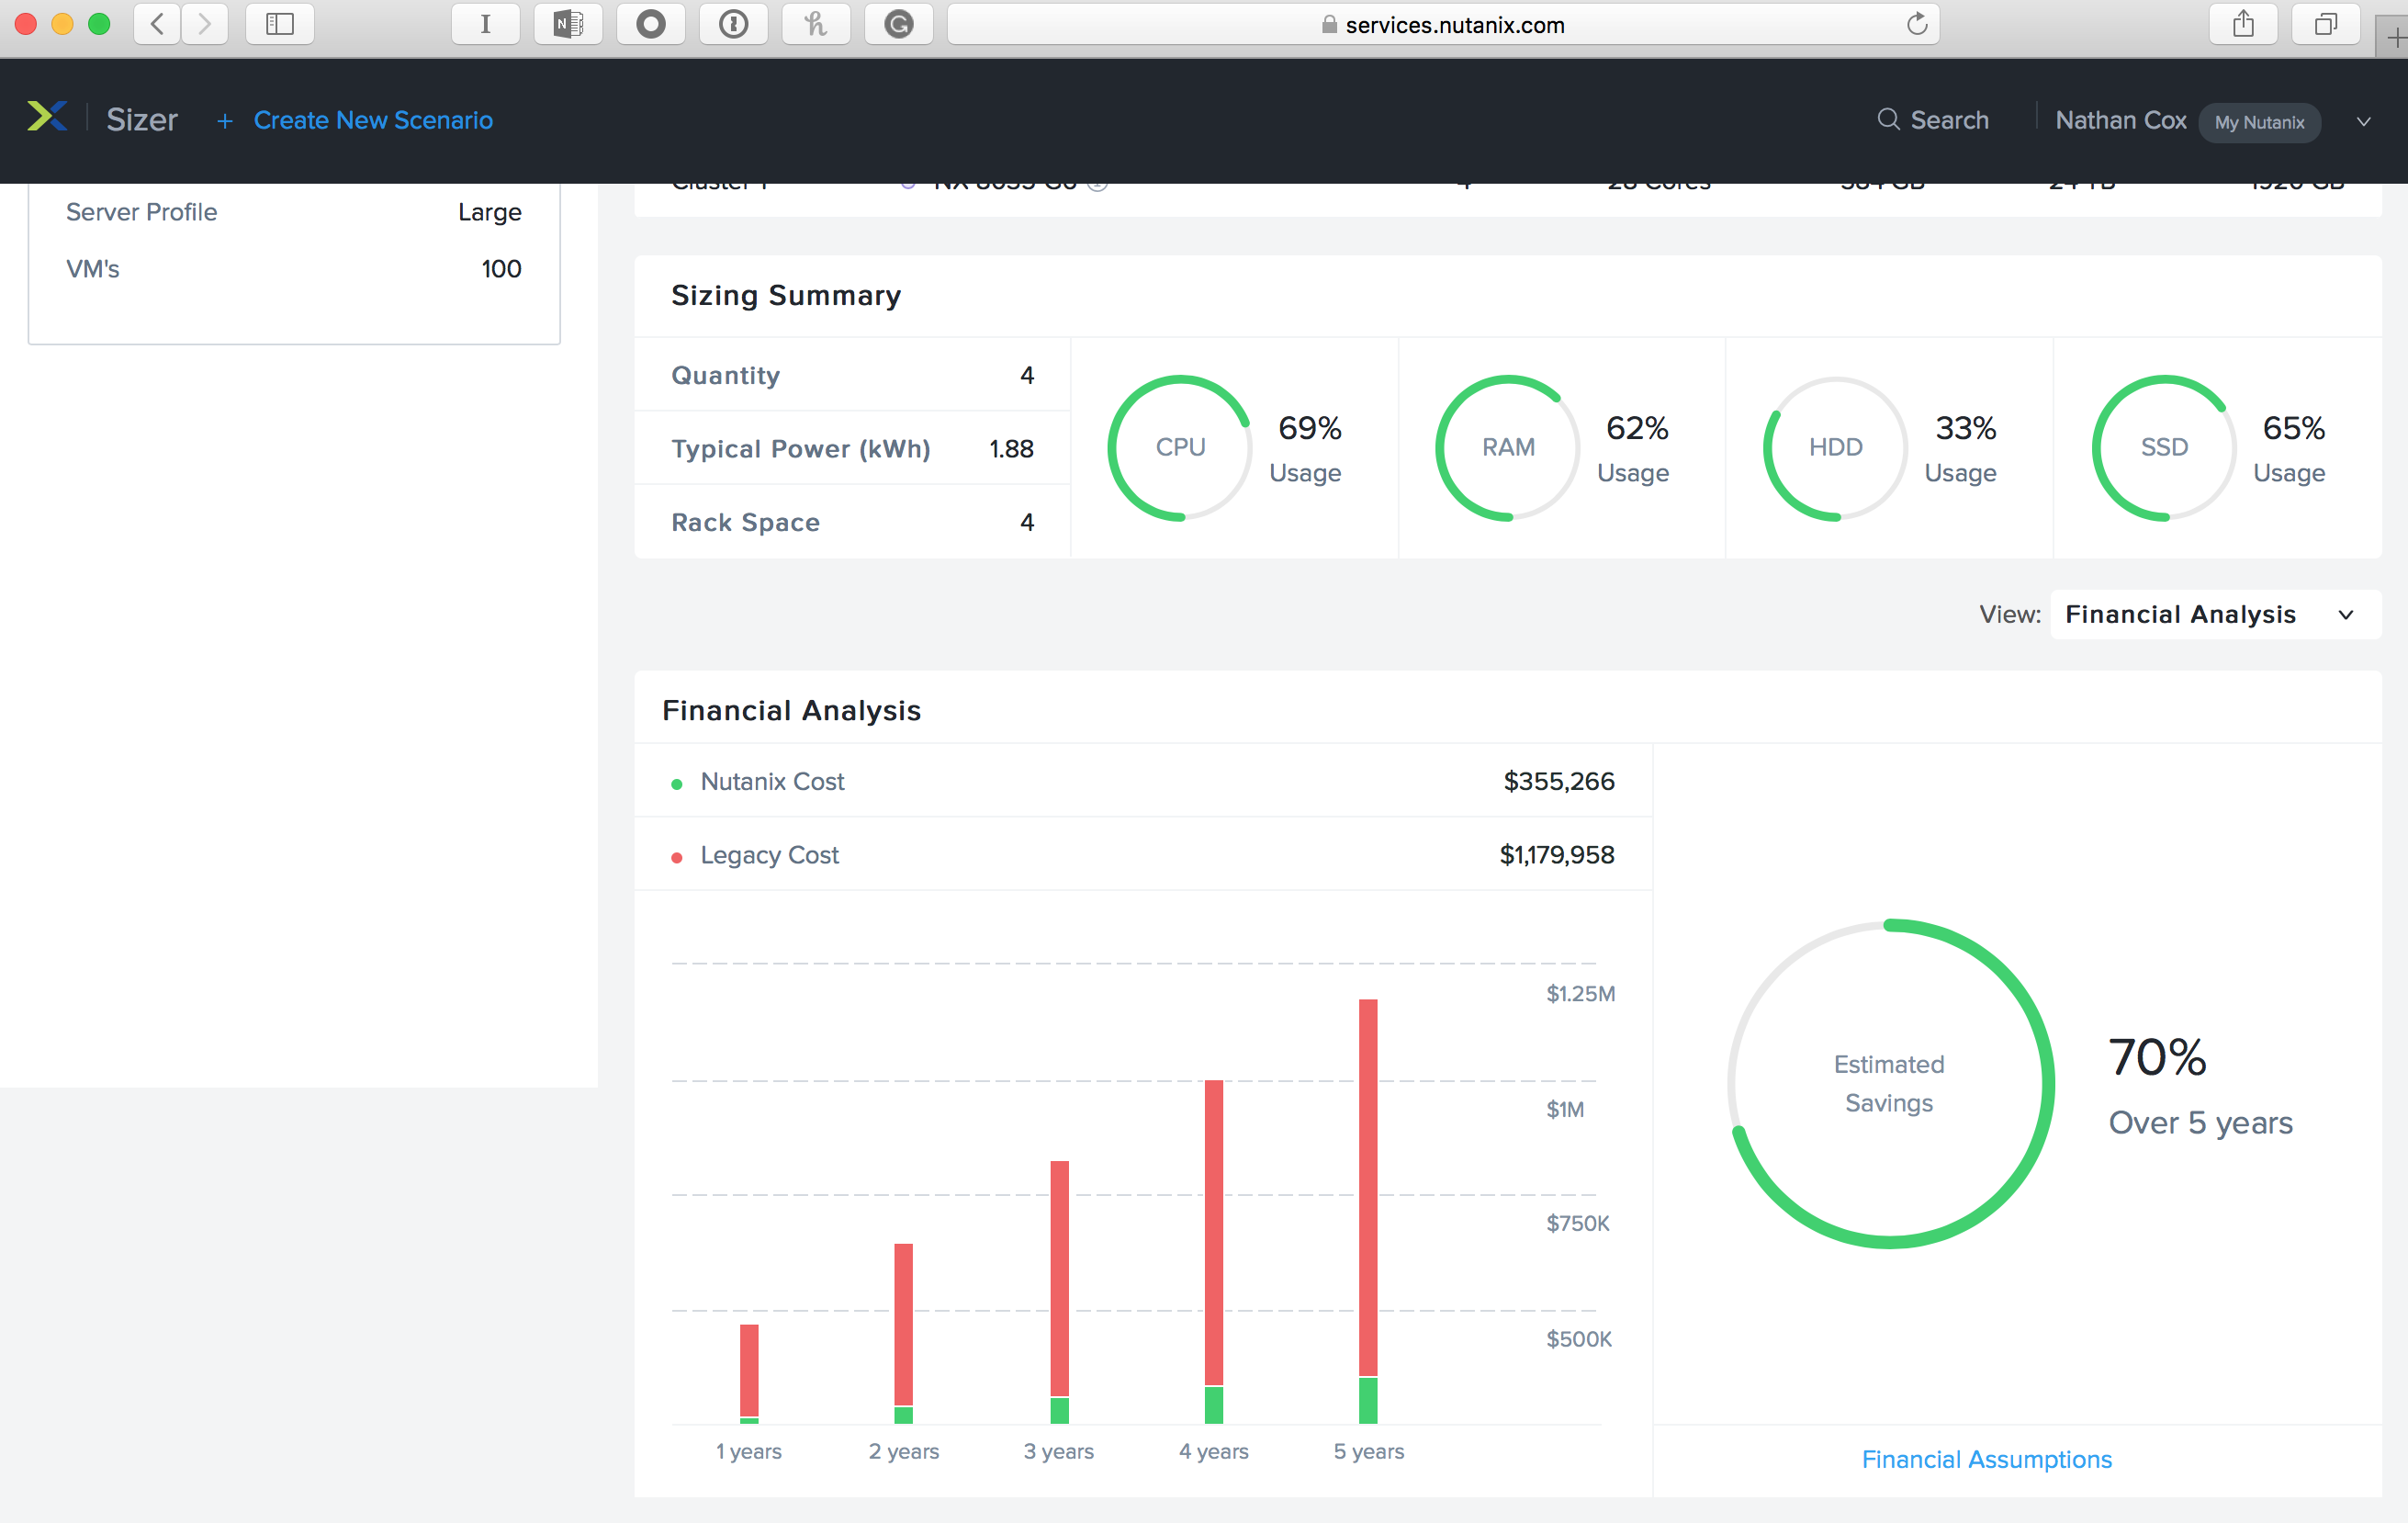 services.nutanix.com
Sizer + Create New Scenario Search Nathan Cox My Nutanix
Server Profile Large
VM's 100
Sizing Summary
Quantity 4
Typical Power (kWh) 1.88
Rack Space 4
CPU 69% Usage
RAM 62% Usage
HDD 33% Usage
SSD 65% Usage
View: Financial Analysis
Financial Analysis
Nutanix Cost $355,266
Legacy Cost $1,179,958
$1.25M
$1M
$750K
$500K
1 years 2 years 3 years 4 years 5 years
Estimated
Savings
70%
Over 5 years
Financial Assumptions